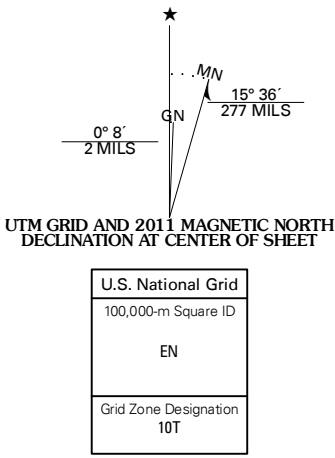 ★
MN
15° 36´
277 MILS
GN
0° 8´
2 MILS
UTM GRID AND 2011 MAGNETIC NORTH
DECLINATION AT CENTER OF SHEET
U.S. National Grid
100,000-m Square ID
EN
Grid Zone Designation
10T